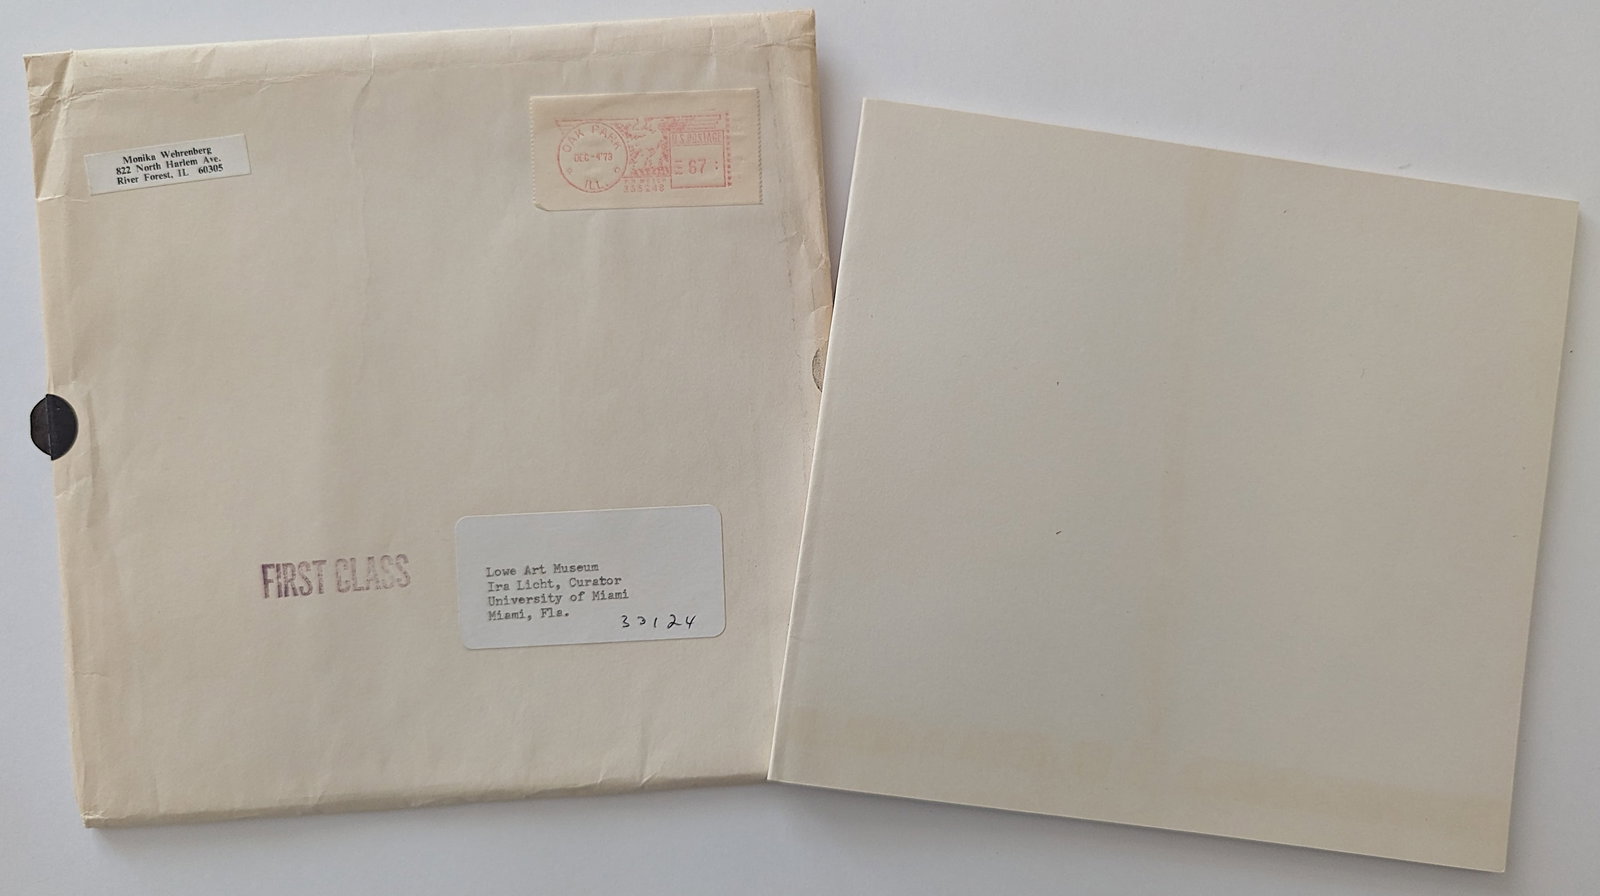 Monika Wehrenberg
822 North Harlem Ave.
River Forest, IL 60305
OAK PARK
DEC-4'73
ILL.
U.S. POSTAGE
67
P.B. METER
FIRST CLASS
Lowe Art Museum
Ira Licht, Curator
University of Miami
Miami, Fla.
33124